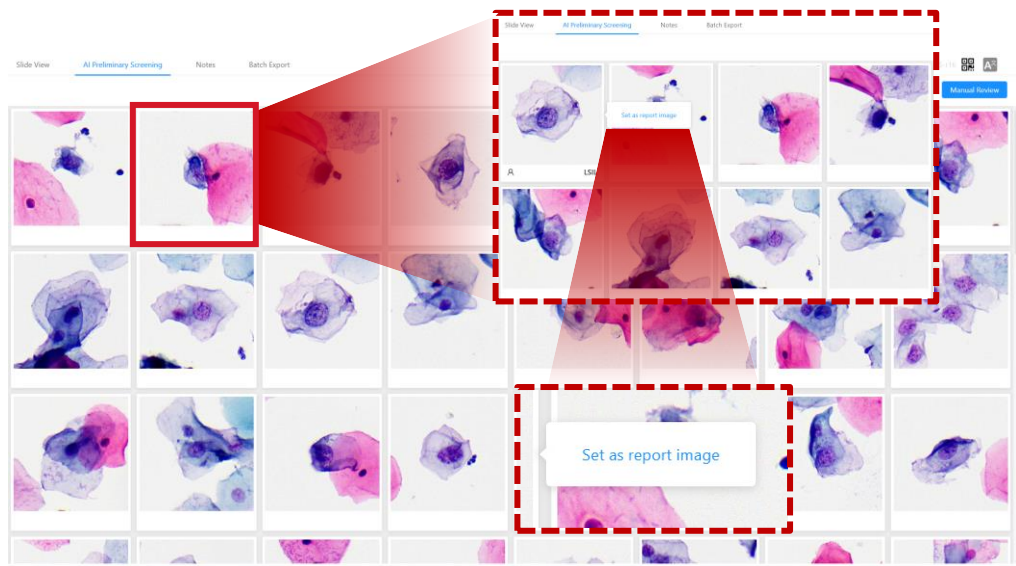 Slide View AI Preliminary Screening Notes Batch Export
Slide View AI Preliminary Screening Notes Batch Export
Manual Review
Set as report image
Set as report image